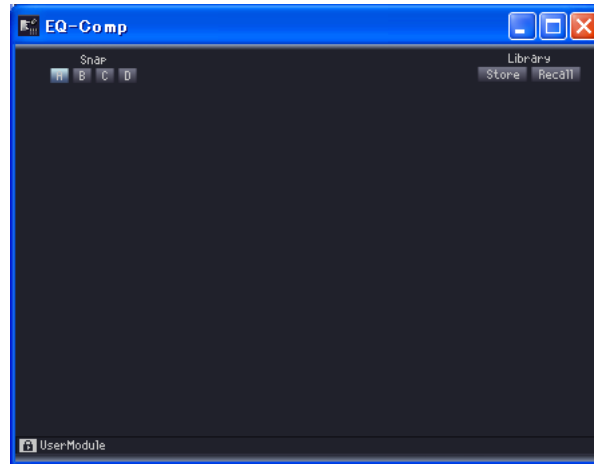 EQ-Comp
Snap
A B C D
Library
Store Recall
UserModule